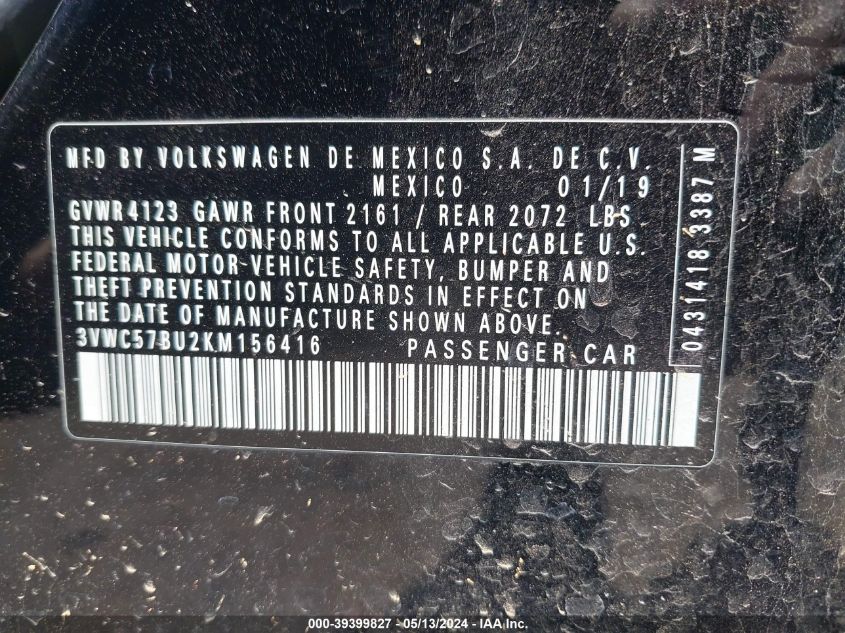 MFD BY VOLKSWAGEN DE MEXICO S.A. DE C.V.
MEXICO 01/19
GVWR 4123 GAWR FRONT 2161 / REAR 2072 LBS
THIS VEHICLE CONFORMS TO ALL APPLICABLE U.S.
FEDERAL MOTOR-VEHICLE SAFETY, BUMPER AND
THEFT PREVENTION STANDARDS IN EFFECT ON
THE DATE OF MANUFACTURE SHOWN ABOVE.
3VWC57BU2KM156416 PASSENGER CAR
0431418 3387 M
000-39399827 - 05/13/2024 - IAA Inc.